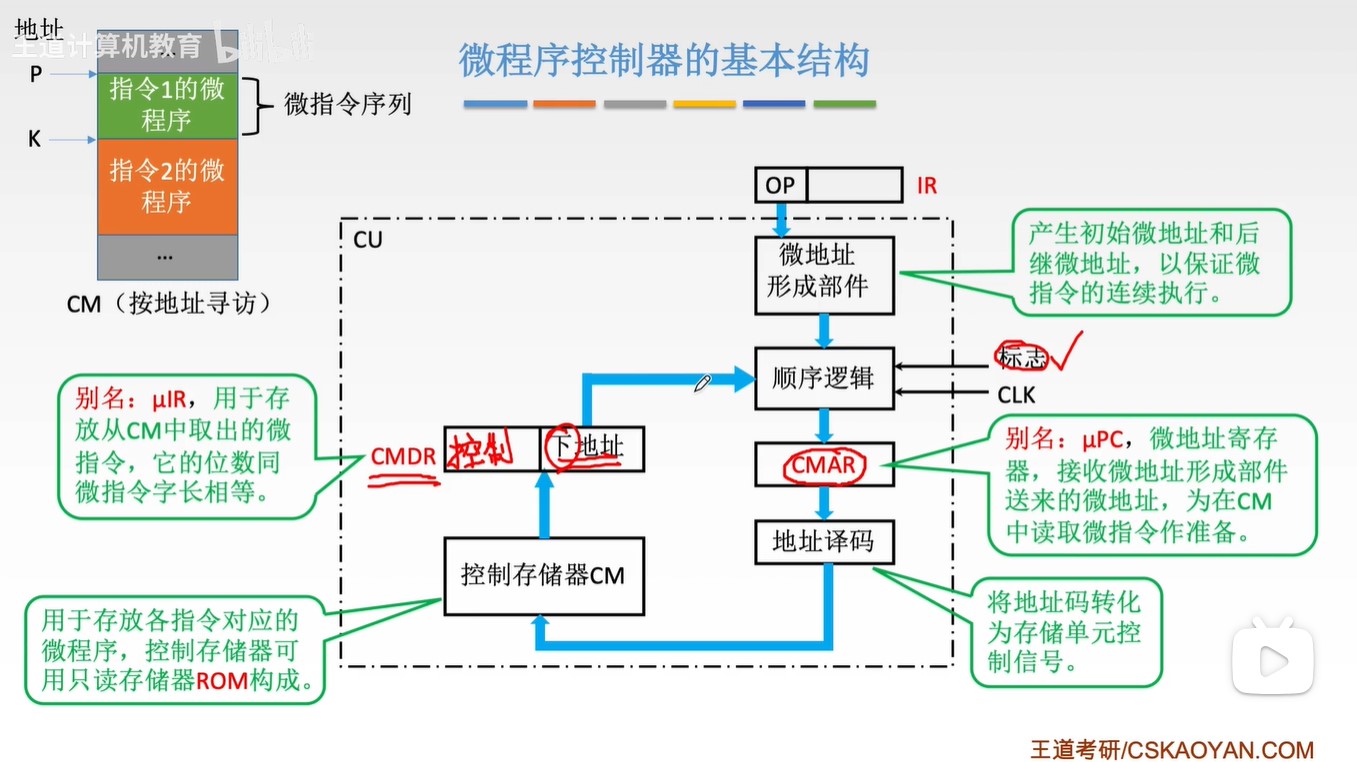 地址
王道计算机教育 bilibili
微程序控制器的基本结构
P
指令1的微
程序
微指令序列
K
指令2的微
程序
...
CM（按地址寻访）
OP
IR
CU
微地址
形成部件
产生初始微地址和后
继微地址，以保证微
指令的连续执行。
顺序逻辑
标志
CLK
别名：μIR，用于存
放从CM中取出的微
指令，它的位数同
微指令字长相等。
CMDR
控制
下地址
CMAR
别名：μPC，微地址寄存
器，接收微地址形成部件
送来的微地址，为在CM
中读取微指令作准备。
地址译码
控制存储器CM
将地址码转化
为存储单元控
制信号。
用于存放各指令对应的
微程序，控制存储器可
用只读存储器ROM构成。
王道考研/CSKAOYAN.COM